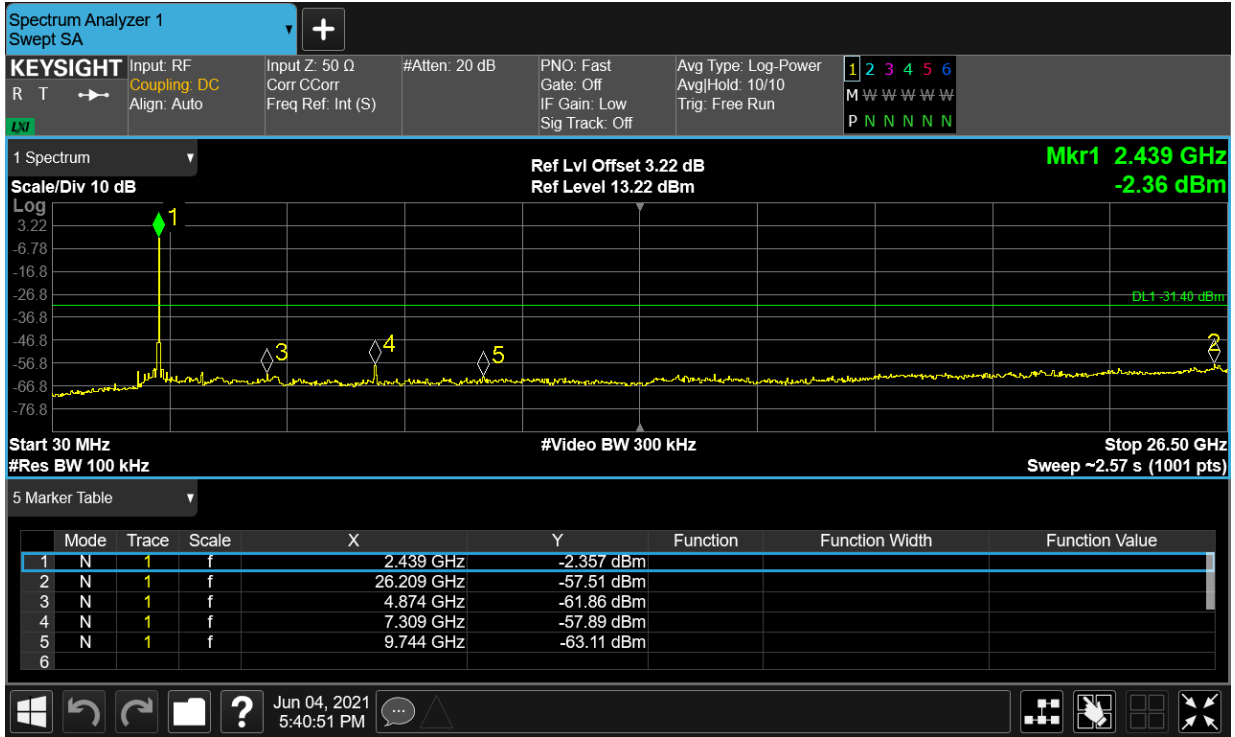 Spectrum Analyzer 1
Swept SA
+
KEYSIGHT
R T
LXI
Input: RF
Coupling: DC
Align: Auto
Input Z: 50 Ω
Corr CCorr
Freq Ref: Int (S)
#Atten: 20 dB
PNO: Fast
Gate: Off
IF Gain: Low
Sig Track: Off
Avg Type: Log-Power
Avg|Hold: 10/10
Trig: Free Run
1 2 3 4 5 6
M W W W W W
P N N N N N
1 Spectrum
Scale/Div 10 dB
Ref Lvl Offset 3.22 dB
Ref Level 13.22 dBm
Mkr1 2.439 GHz
-2.36 dBm
Log
3.22
-6.78
-16.8
-26.8
-36.8
-46.8
-56.8
-66.8
-76.8
1
3
4
5
2
DL1 -31.40 dBm
Start 30 MHz
#Video BW 300 kHz
Stop 26.50 GHz
#Res BW 100 kHz
Sweep ~2.57 s (1001 pts)
5 Marker Table
Mode Trace Scale X Y Function Function Width Function Value
1 N 1 f 2.439 GHz -2.357 dBm
2 N 1 f 26.209 GHz -57.51 dBm
3 N 1 f 4.874 GHz -61.86 dBm
4 N 1 f 7.309 GHz -57.89 dBm
5 N 1 f 9.744 GHz -63.11 dBm
6
?
Jun 04, 2021
5:40:51 PM